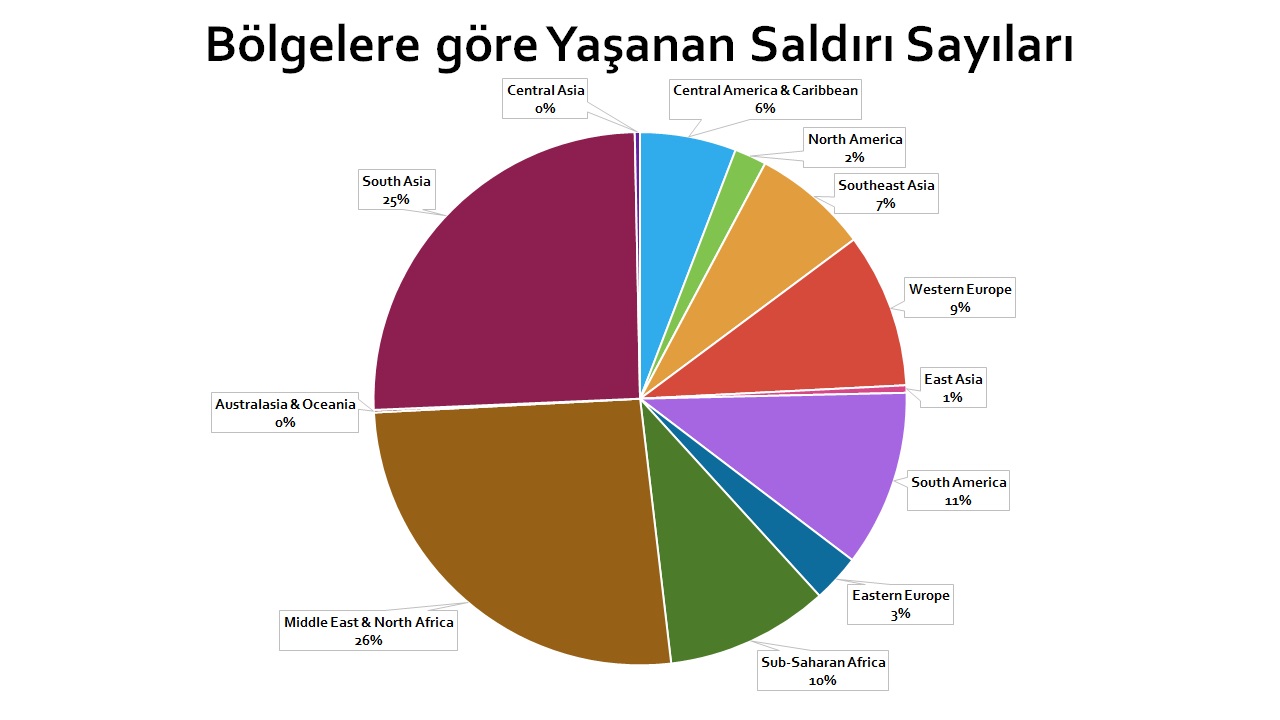 Bölgelere göre Yaşanan Saldırı Sayıları
Central Asia
0%
Central America & Caribbean
6%
North America
2%
Southeast Asia
7%
South Asia
25%
Western Europe
9%
East Asia
1%
Australasia & Oceania
0%
South America
11%
Eastern Europe
3%
Middle East & North Africa
26%
Sub-Saharan Africa
10%